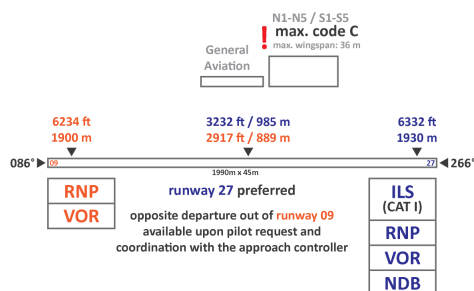 N1-N5 / S1-S5
! max. code C
max. wingspan: 36 m
General
Aviation
6234 ft
1900 m
3232 ft / 985 m
2917 ft / 889 m
6332 ft
1930 m
086°
09
27
266°
1990m x 45m
RNP
VOR
runway 27 preferred
opposite departure out of runway 09
available upon pilot request and
coordination with the approach controller
ILS
(CAT I)
RNP
VOR
NDB